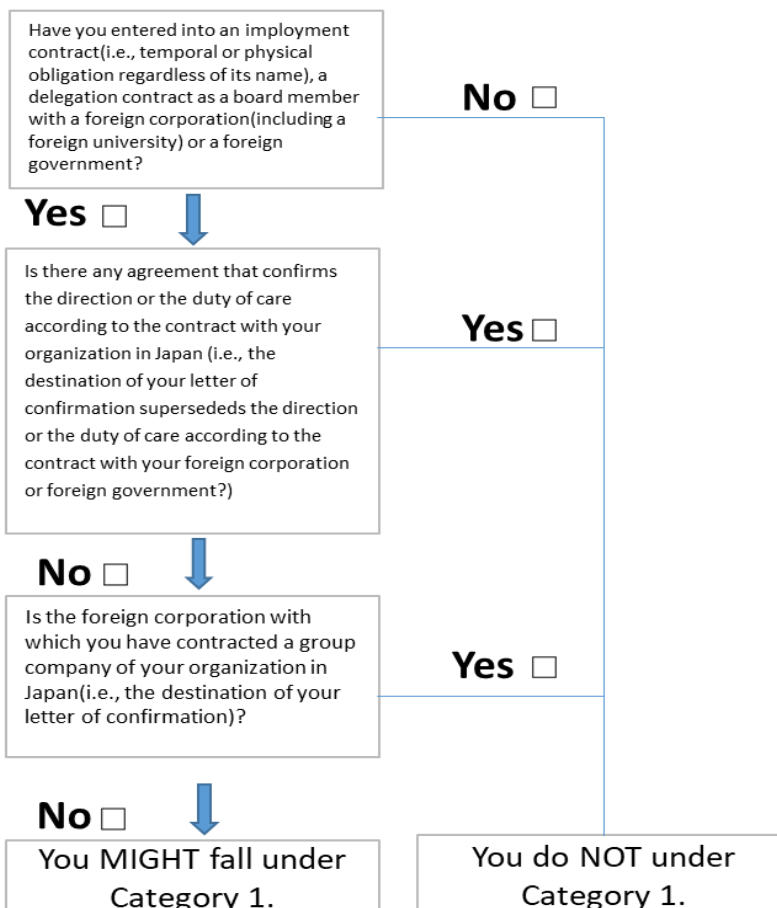 Have you entered into an imployment
contract(i.e., temporal or physical
obligation regardless of its name), a
delegation contract as a board member
with a foreign corporation(including a
foreign university) or a foreign
government?
No □
Yes □
Is there any agreement that confirms
the direction or the duty of care
according to the contract with your
organization in Japan (i.e., the
destination of your letter of
confirmation supersededs the direction
or the duty of care according to the
contract with your foreign corporation
or foreign government?)
Yes □
No □
Is the foreign corporation with
which you have contracted a group
company of your organization in
Japan(i.e., the destination of your
letter of confirmation)?
Yes □
No □
You MIGHT fall under
Category 1.
You do NOT under
Category 1.